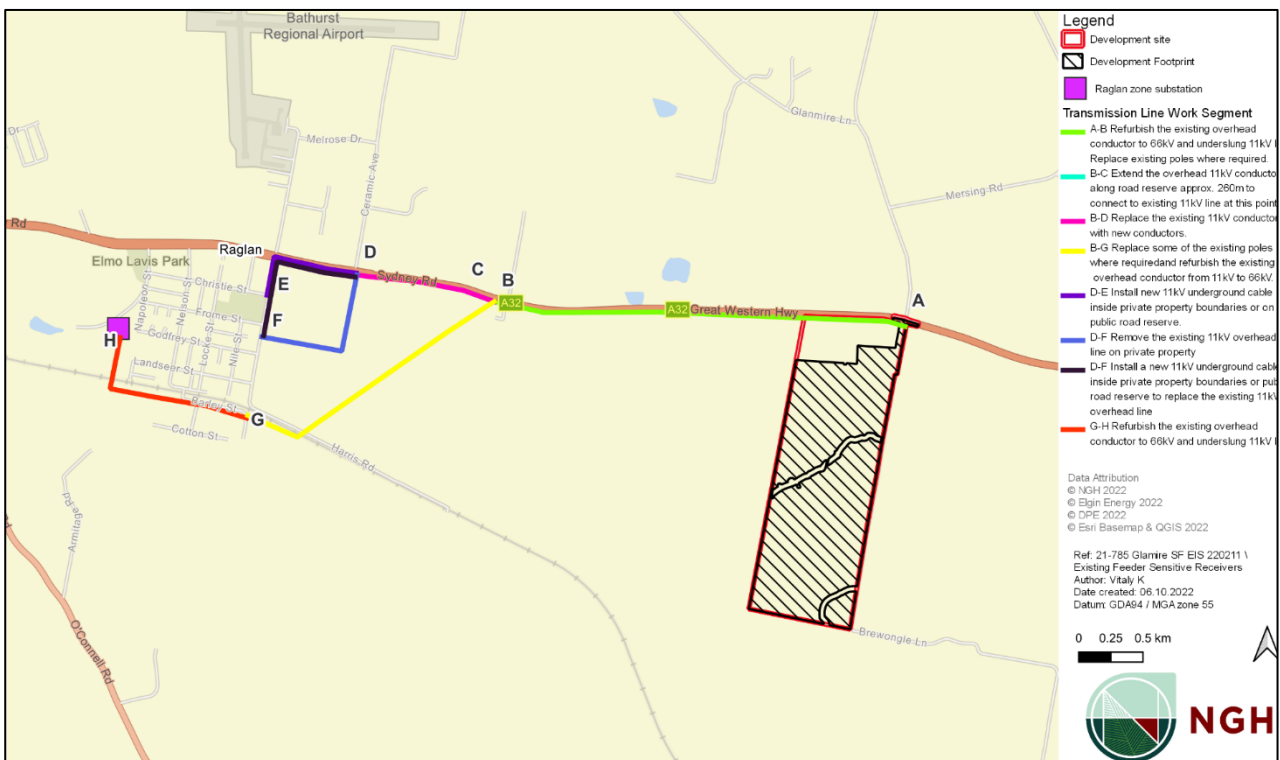 Bathurst
Regional Airport
Melrose Dr
Ceramic Ave
Glanmire Ln
Mersing Rd
Dr
Rd
Raglan
Elmo Lavis Park
Napoleon St
Nelson St
Christie St
Locke St
Nile St
Frome St
Godfrey St
Landseer St
Cotton St
Harris Rd
Armitage Rd
O'Connell Rd
Rd
Sydney Rd
A32
A32
Great Western Hwy
Brewongle Ln
A
B
C
D
E
F
G
H
Legend
Development site
Development Footprint
Raglan zone substation
Transmission Line Work Segment
A-B Refurbish the existing overhead
conductor to 66kV and underslung 11kV
Replace existing poles where required.
B-C Extend the overhead 11kV conducto
along road reserve approx. 260m to
connect to existing 11kV line at this point
B-D Replace the existing 11kV conducto
with new conductors.
B-G Replace some of the existing poles
where requiredand refurbish the existing
overhead conductor from 11kV to 66kV.
D-E Install new 11kV underground cable
inside private property boundaries or on
public road reserve.
D-F Remove the existing 11kV overhead
line on private property
D-F Install a new 11kV underground cabl
inside private property boundaries or pub
road reserve to replace the existing 11kV
overhead line
G-H Refurbish the existing overhead
conductor to 66kV and underslung 11kV
Data Attribution
© NGH 2022
© Elgin Energy 2022
© DPE 2022
© Esri Basemap & QGIS 2022
Ref: 21-785 Glamire SF EIS 220211 \
Existing Feeder Sensitive Receivers
Author: Vitaly K
Date created: 06.10.2022
Datum: GDA94 / MGA zone 55
0 0.25 0.5 km
NGH